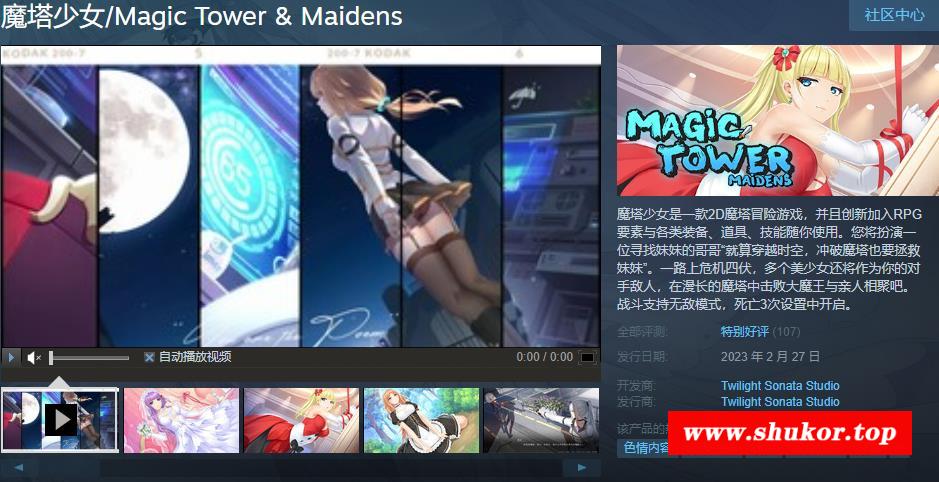 魔塔少女/Magic Tower & Maidens
社区中心
KODAK 200-7
5
200-7 KODAK
6
85
MAGIC
TOWER
MAIDENS
魔塔少女是一款2D魔塔冒险游戏，并且创新加入RPG
要素与各类装备、道具、技能随你使用。您将扮演一
位寻找妹妹的哥哥“就算穿越时空，冲破魔塔也要拯救
妹妹”。一路上危机四伏，多个美少女还将作为你的对
手敌人，在漫长的魔塔中击败大魔王与亲人相聚吧。
战斗支持无敌模式，死亡3次设置中开启。
全部评测:
特别好评 (107)
发行日期:
2023 年 2 月 27 日
开发商:
Twilight Sonata Studio
发行商:
Twilight Sonata Studio
自动播放视频
0:00 / 0:00
该产品的
色情内容
www.shukor.top